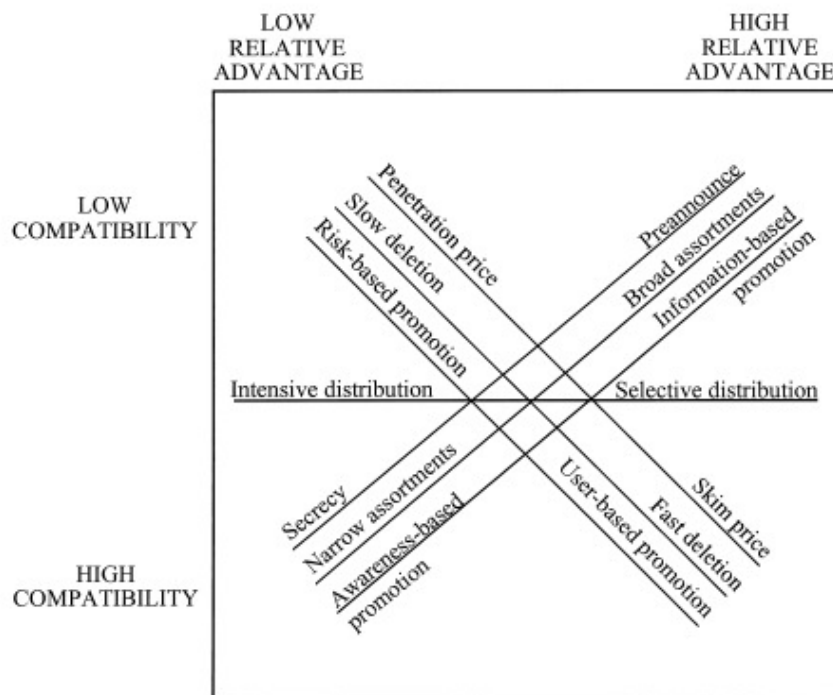 LOW
RELATIVE
ADVANTAGE
HIGH
RELATIVE
ADVANTAGE
LOW
COMPATIBILITY
Penetration price
Slow deletion
Risk-based promotion
Preannounce
Broad assortments
Information-based
promotion
Intensive distribution
Selective distribution
Secrecy
Narrow assortments
Awareness-based
promotion
Skim price
Fast deletion
User-based promotion
HIGH
COMPATIBILITY